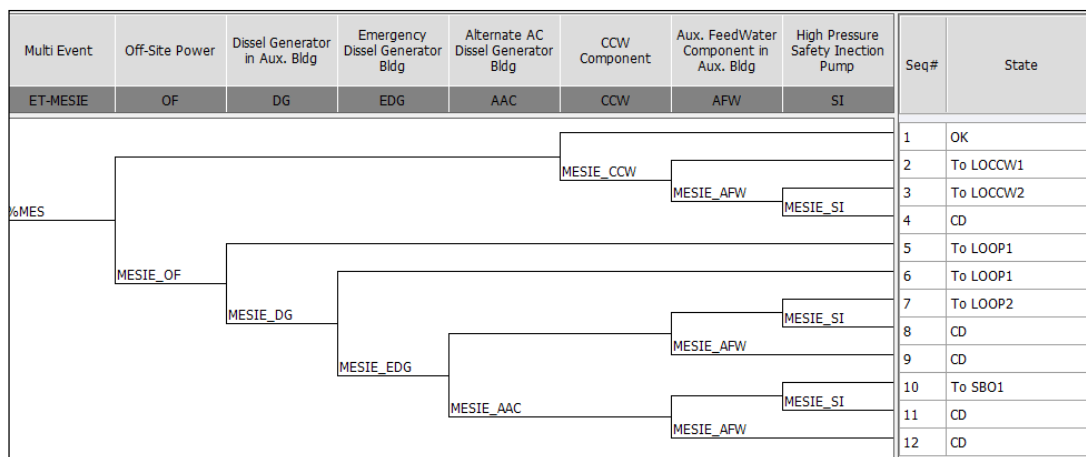 Multi Event
Off-Site Power
Dissel Generator
in Aux. Bldg
Emergency
Dissel Generator
Bldg
Alternate AC
Dissel Generator
Bldg
CCW
Component
Aux. FeedWater
Component in
Aux. Bldg
High Pressure
Safety Inection
Pump
Seq#
State
ET-MESIE
OF
DG
EDG
AAC
CCW
AFW
SI
1 OK
MESIE_CCW
2 To LOCCW1
MESIE_AFW
3 To LOCCW2
%MES
MESIE_SI
4 CD
5 To LOOP1
MESIE_OF
6 To LOOP1
7 To LOOP2
MESIE_DG
MESIE_SI
8 CD
MESIE_AFW
9 CD
MESIE_EDG
10 To SBO1
MESIE_AAC
MESIE_SI
11 CD
MESIE_AFW
12 CD